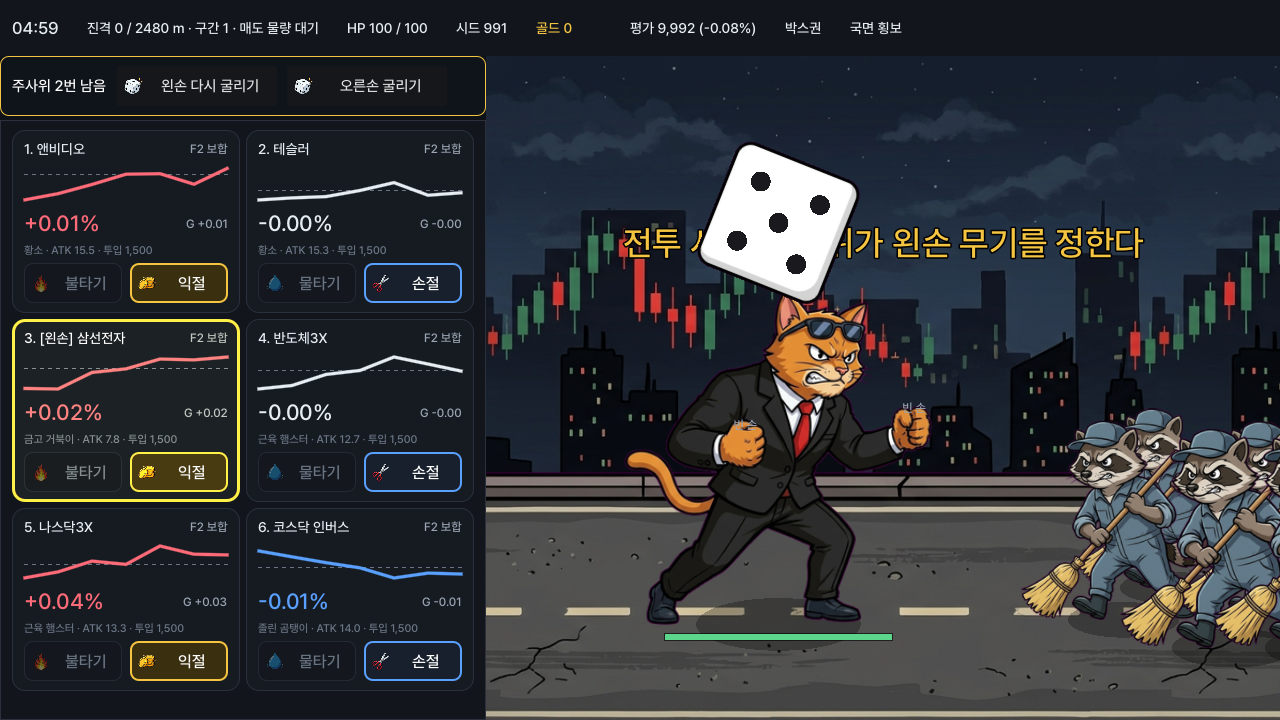 04:59 진격 0 / 2480 m · 구간 1 · 매도 물량 대기 HP 100 / 100 시드 991 골드 0 평가 9,992 (-0.08%) 박스권 국면 횡보
주사위 2번 남음 왼손 다시 굴리기 오른손 굴리기
1. 앤비디오 F2 보합
+0.01% G +0.01
황소 · ATK 15.5 · 투입 1,500
불타기 익절
2. 테슬러 F2 보합
-0.00% G -0.00
황소 · ATK 15.5 · 투입 1,500
물타기 손절
3. [왼손] 삼선전자 F2 보합
+0.02% G +0.02
금고 거북이 · ATK 7.8 · 투입 1,500
불타기 익절
4. 반도체3X F2 보합
-0.00% G -0.00
근육 햄스터 · ATK 12.7 · 투입 1,500
물타기 손절
5. 나스닥3X F2 보합
+0.04% G +0.03
근육 햄스터 · ATK 13.3 · 투입 1,500
불타기 익절
6. 코스닥 인버스 F2 보합
-0.01% G -0.01
졸린 곰탱이 · ATK 14.0 · 투입 1,500
물타기 손절
전투 가 왼손 무기를 정한다
빈 손
빈 손